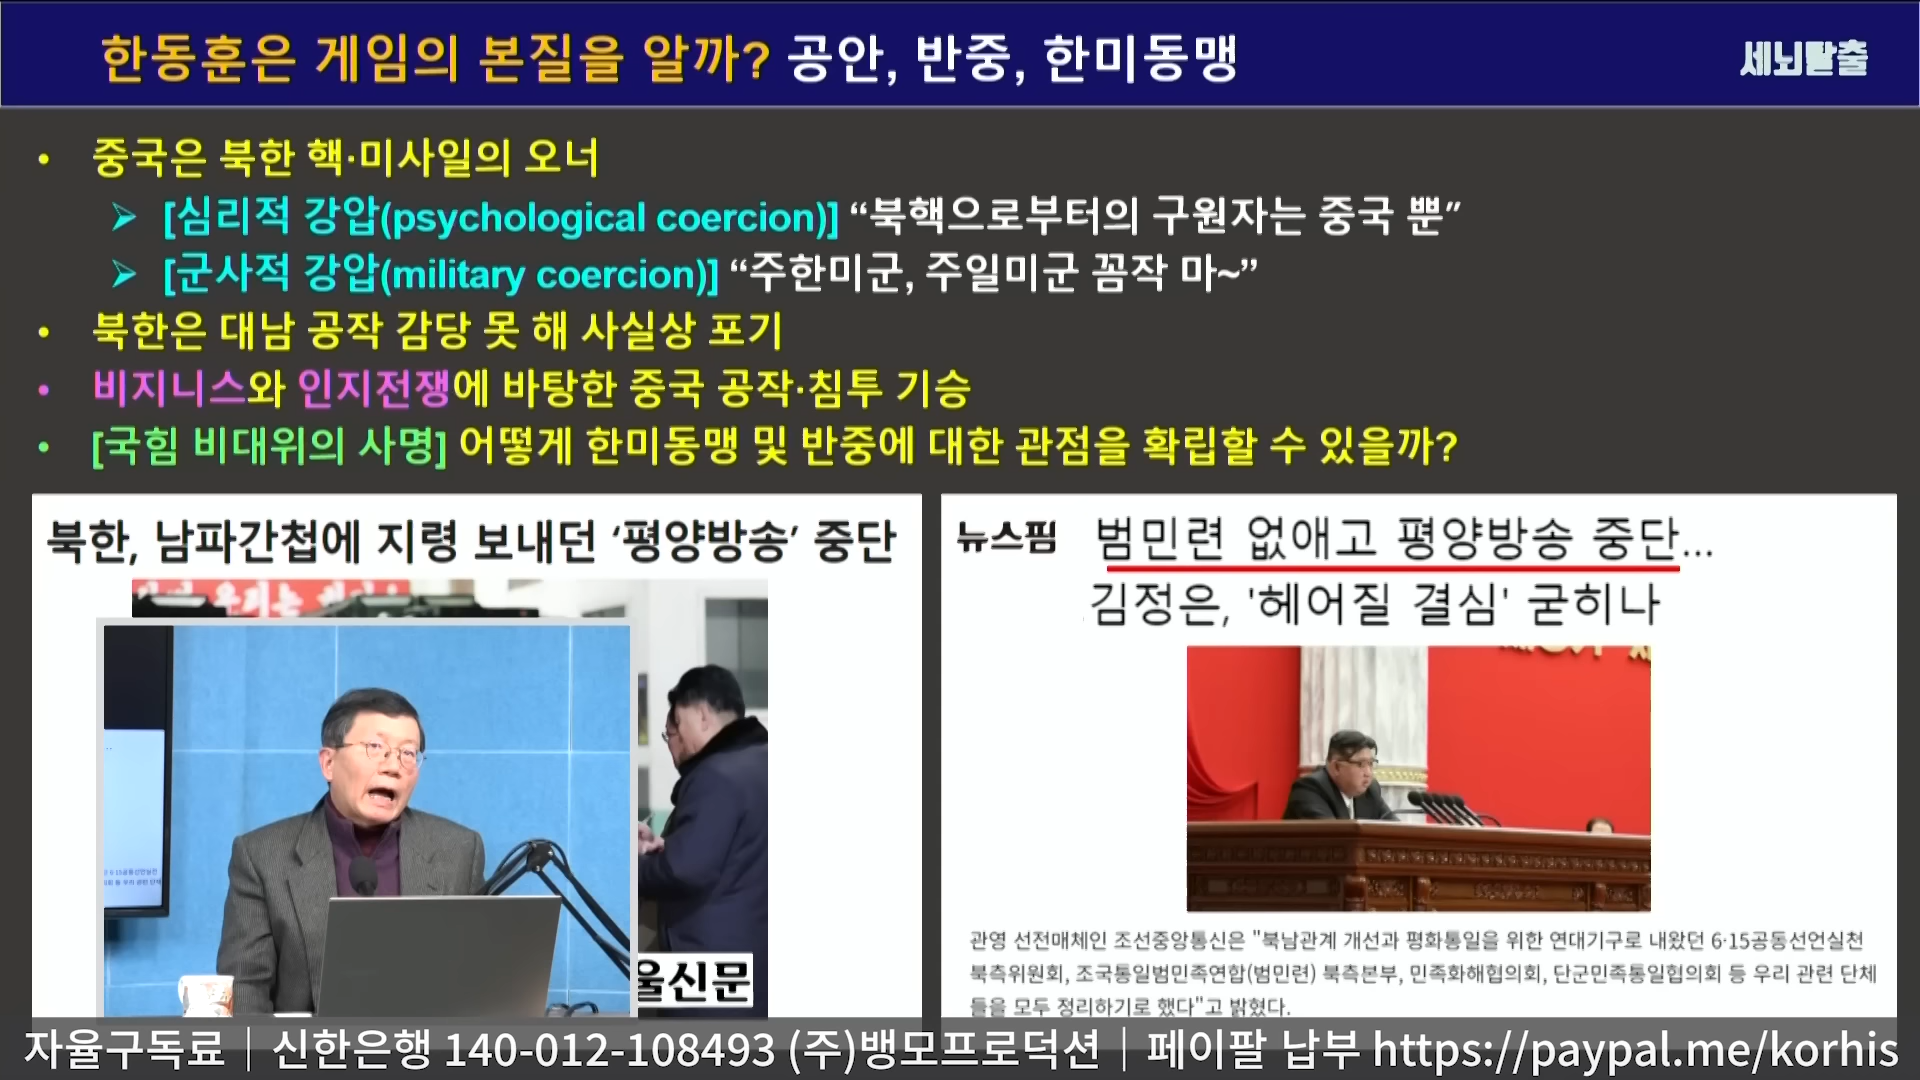 한동훈은 게임의 본질을 알까? 공안, 반중, 한미동맹
세뇌탈출
• 중국은 북한 핵·미사일의 오너
➢ [심리적 강압(psychological coercion)] “북핵으로부터의 구원자는 중국 뿐”
➢ [군사적 강압(military coercion)] “주한미군, 주일미군 꼼작 마~”
• 북한은 대남 공작 감당 못 해 사실상 포기
• 비지니스와 인지전쟁에 바탕한 중국 공작·침투 기승
• [국힘 비대위의 사명] 어떻게 한미동맹 및 반중에 대한 관점을 확립할 수 있을까?
북한, 남파간첩에 지령 보내던 ‘평양방송’ 중단
울신문
뉴스핌
범민련 없애고 평양방송 중단...
김정은, '헤어질 결심' 굳히나
관영 선전매체인 조선중앙통신은 "북남관계 개선과 평화통일을 위한 연대기구로 내왔던 6·15공동선언실천
북측위원회, 조국통일범민족연합(범민련) 북측본부, 민족화해협의회, 단군민족통일협의회 등 우리 관련 단체
들을 모두 정리하기로 했다"고 밝혔다.
자율구독료│신한은행 140-012-108493 (주)뱅모프로덕션│페이팔 납부 https://paypal.me/korhis